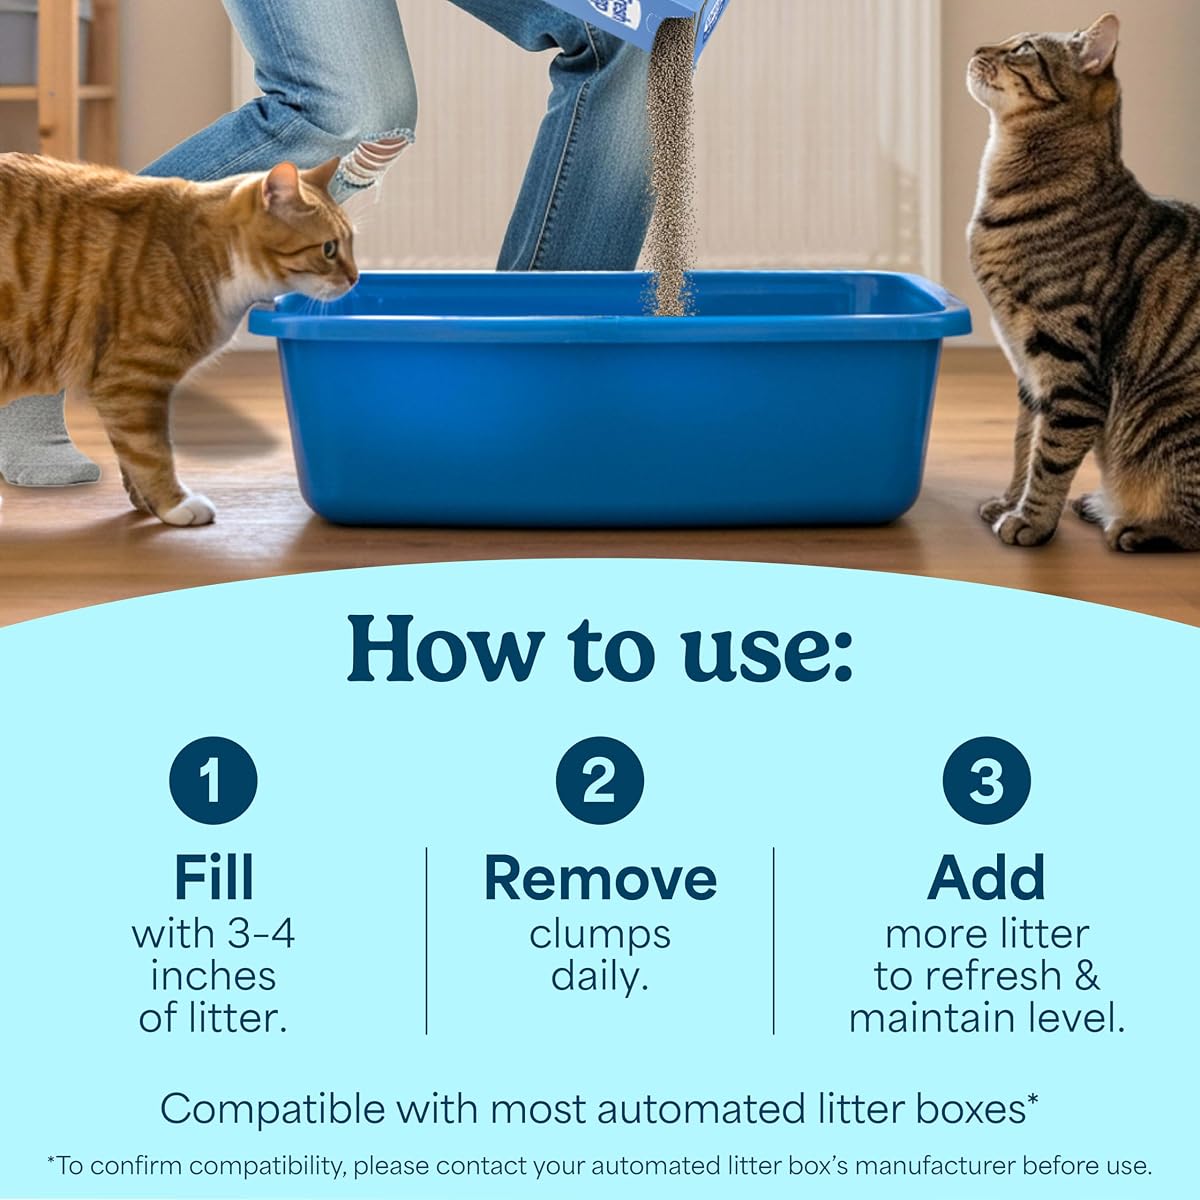 How to use:
1
Fill
with 3–4
inches
of litter.
2
Remove
clumps
daily.
3
Add
more litter
to refresh &
maintain level.
Compatible with most automated litter boxes*
*To confirm compatibility, please contact your automated litter box's manufacturer before use.